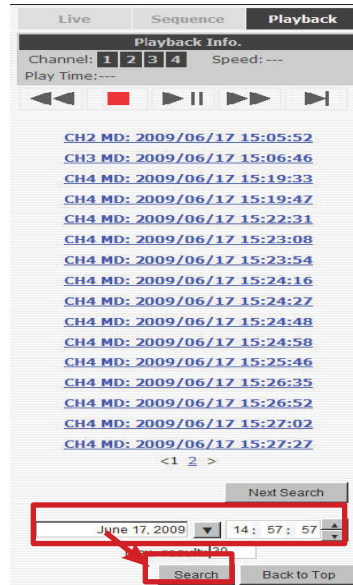 Live Sequence Playback
Playback Info.
Channel: 1 2 3 4 Speed: ---
Play Time:---
CH2 MD: 2009/06/17 15:05:52
CH3 MD: 2009/06/17 15:06:46
CH4 MD: 2009/06/17 15:19:33
CH4 MD: 2009/06/17 15:19:47
CH4 MD: 2009/06/17 15:22:31
CH4 MD: 2009/06/17 15:23:08
CH4 MD: 2009/06/17 15:23:54
CH4 MD: 2009/06/17 15:24:16
CH4 MD: 2009/06/17 15:24:27
CH4 MD: 2009/06/17 15:24:48
CH4 MD: 2009/06/17 15:24:58
CH4 MD: 2009/06/17 15:25:46
CH4 MD: 2009/06/17 15:26:35
CH4 MD: 2009/06/17 15:26:52
CH4 MD: 2009/06/17 15:27:02
CH4 MD: 2009/06/17 15:27:27
<1 2 >
Next Search
June 17, 2009 14: 57: 57
Search Back to Top